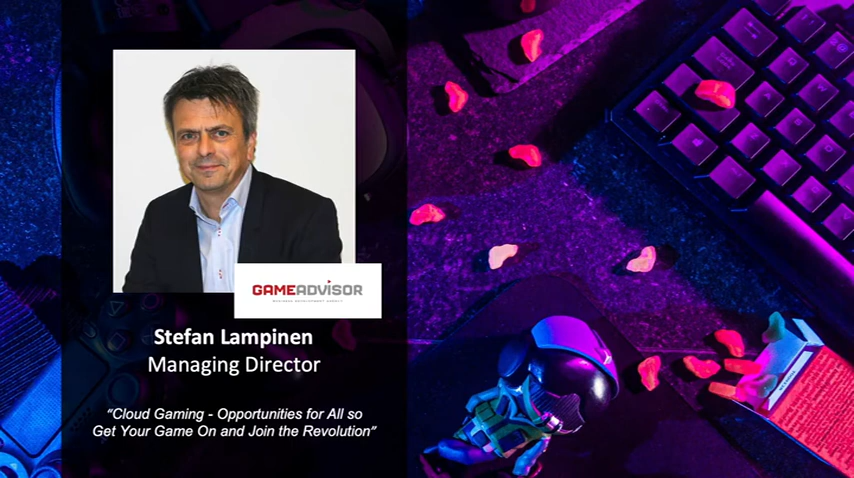 GAMEADVISOR
Stefan Lampinen
Managing Director
“Cloud Gaming - Opportunities for All so
Get Your Game On and Join the Revolution”